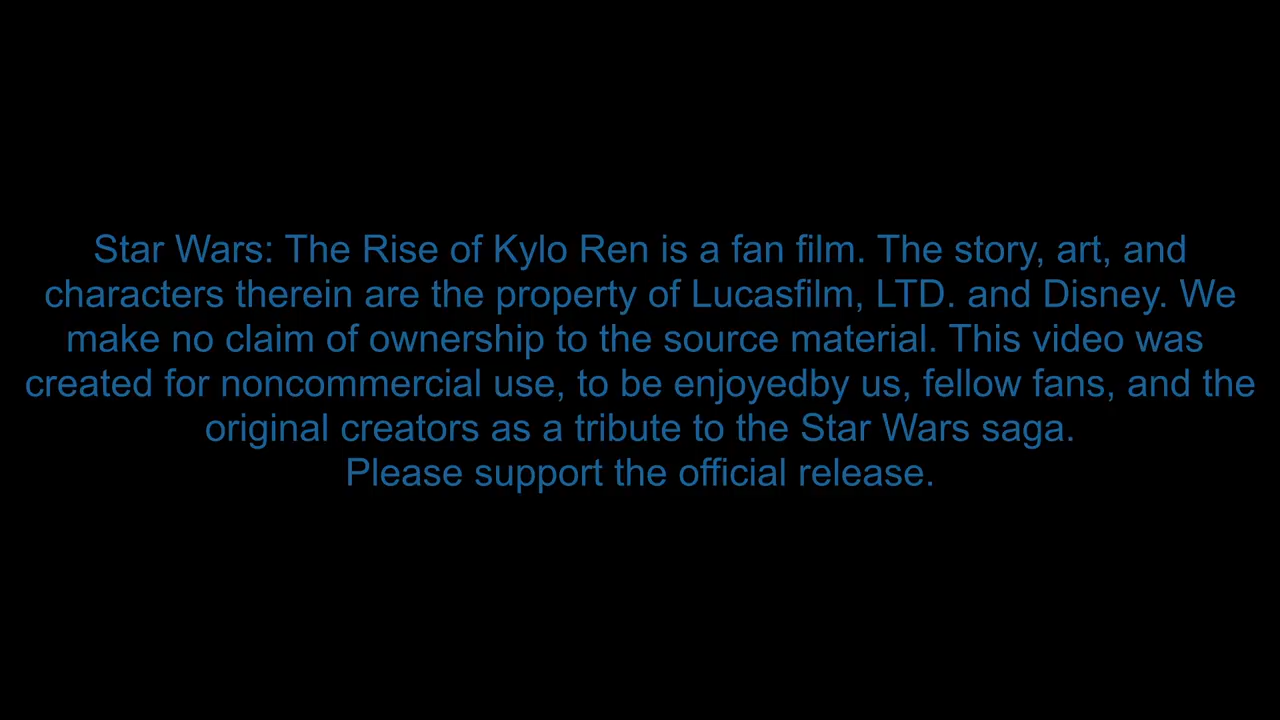 Star Wars: The Rise of Kylo Ren is a fan film. The story, art, and
characters therein are the property of Lucasfilm, LTD. and Disney. We
make no claim of ownership to the source material. This video was
created for noncommercial use, to be enjoyedby us, fellow fans, and the
original creators as a tribute to the Star Wars saga.
Please support the official release.